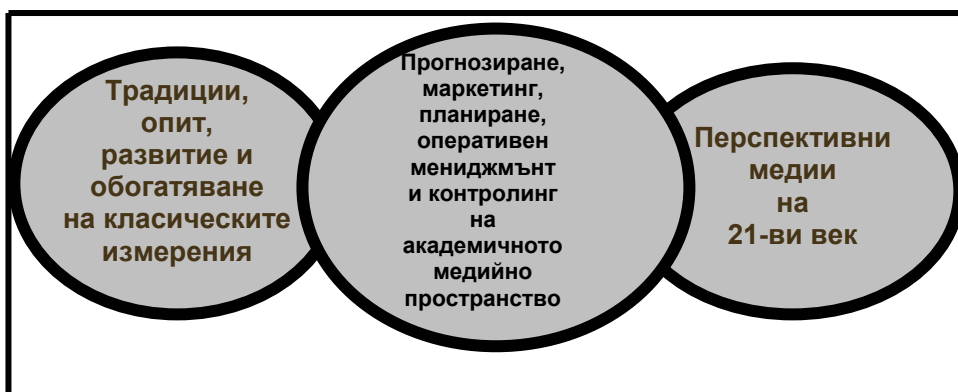 Традиции,
опит,
развитие и
обогатяване
на класическите
измерения
Прогнозиране,
маркетинг,
планиране,
оперативен
мениджмънт
и контролинг
на
академичното
медийно
пространство
Перспективни
медии
на
21-ви век